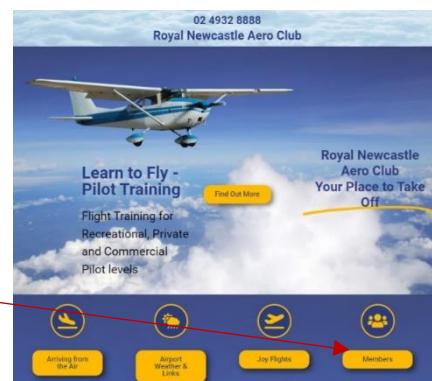 02 4932 8888
Royal Newcastle Aero Club
Learn to Fly -
Pilot Training
Find Out More
Flight Training for
Recreational, Private
and Commercial
Pilot levels
Royal Newcastle
Aero Club
Your Place to Take
Off
Arriving from
the Air
Airport
Weather &
Links
Joy Flights
Members